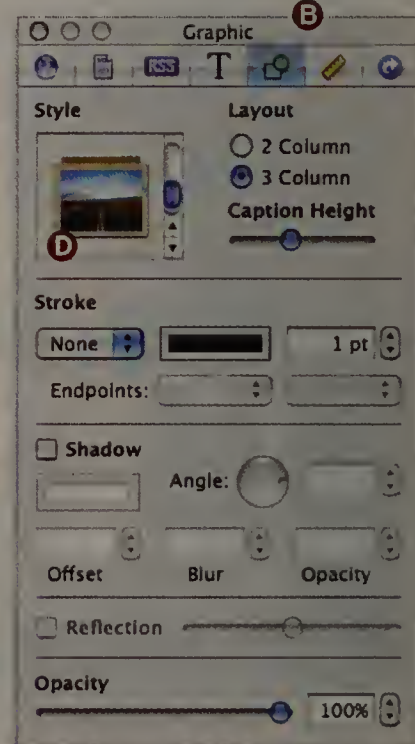 B
Graphic
RSS T
Style Layout
2 Column
3 Column
Caption Height
D
Stroke
None 1 pt
Endpoints:
Shadow
Angle:
Offset Blur Opacity
Reflection
Opacity
100%